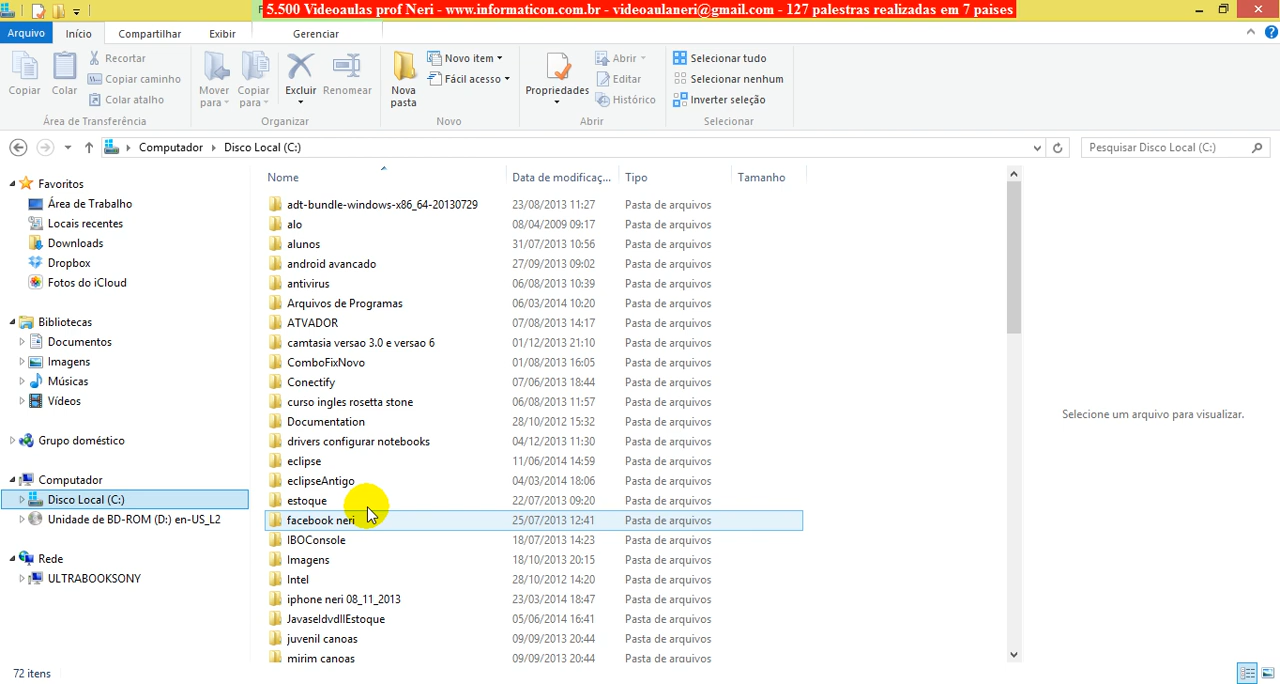 5.500 Videoaulas prof Neri - www.informaticon.com.br - videoaulaneri@gmail.com - 127 palestras realizadas em 7 paises
Arquivo Início Compartilhar Exibir Gerenciar
Copiar
Colar
Recortar
Copiar caminho
Colar atalho
Área de Transferência
Mover para
Copiar para
Excluir
Renomear
Organizar
Nova pasta
Novo item
Fácil acesso
Novo
Propriedades
Abrir
Editar
Histórico
Abrir
Selecionar tudo
Selecionar nenhum
Inverter seleção
Selecionar
Computador Disco Local (C:)
Pesquisar Disco Local (C:)
Favoritos
Área de Trabalho
Locais recentes
Downloads
Dropbox
Fotos do iCloud
Bibliotecas
Documentos
Imagens
Músicas
Vídeos
Grupo doméstico
Computador
Disco Local (C:)
Unidade de BD-ROM (D:) en-US_L2
Rede
ULTRABOOKSONY
Nome Data de modificaç... Tipo Tamanho
adt-bundle-windows-x86_64-20130729 23/08/2013 11:27 Pasta de arquivos
alo 08/04/2009 09:17 Pasta de arquivos
alunos 31/07/2013 10:56 Pasta de arquivos
android avancado 27/09/2013 09:02 Pasta de arquivos
antivirus 06/08/2013 10:39 Pasta de arquivos
Arquivos de Programas 06/03/2014 10:20 Pasta de arquivos
ATVADOR 07/08/2013 14:17 Pasta de arquivos
camtasia versao 3.0 e versao 6 01/12/2013 21:10 Pasta de arquivos
ComboFixNovo 01/08/2013 16:05 Pasta de arquivos
Conectify 07/06/2013 18:44 Pasta de arquivos
curso ingles rosetta stone 06/08/2013 11:57 Pasta de arquivos
Documentation 28/10/2012 15:32 Pasta de arquivos
drivers configurar notebooks 04/12/2013 11:30 Pasta de arquivos
eclipse 11/06/2014 14:59 Pasta de arquivos
eclipseAntigo 04/03/2014 18:06 Pasta de arquivos
estoque 22/07/2013 09:20 Pasta de arquivos
facebook neri 25/07/2013 12:41 Pasta de arquivos
IBOConsole 18/07/2013 14:23 Pasta de arquivos
Imagens 18/10/2013 20:15 Pasta de arquivos
Intel 28/10/2012 14:20 Pasta de arquivos
iphone neri 08_11_2013 23/03/2014 18:47 Pasta de arquivos
JavaseldvdllEstoque 05/06/2014 16:41 Pasta de arquivos
juvenil canoas 09/09/2013 20:44 Pasta de arquivos
mirim canoas 09/09/2013 20:44 Pasta de arquivos
Selecione um arquivo para visualizar.
72 itens